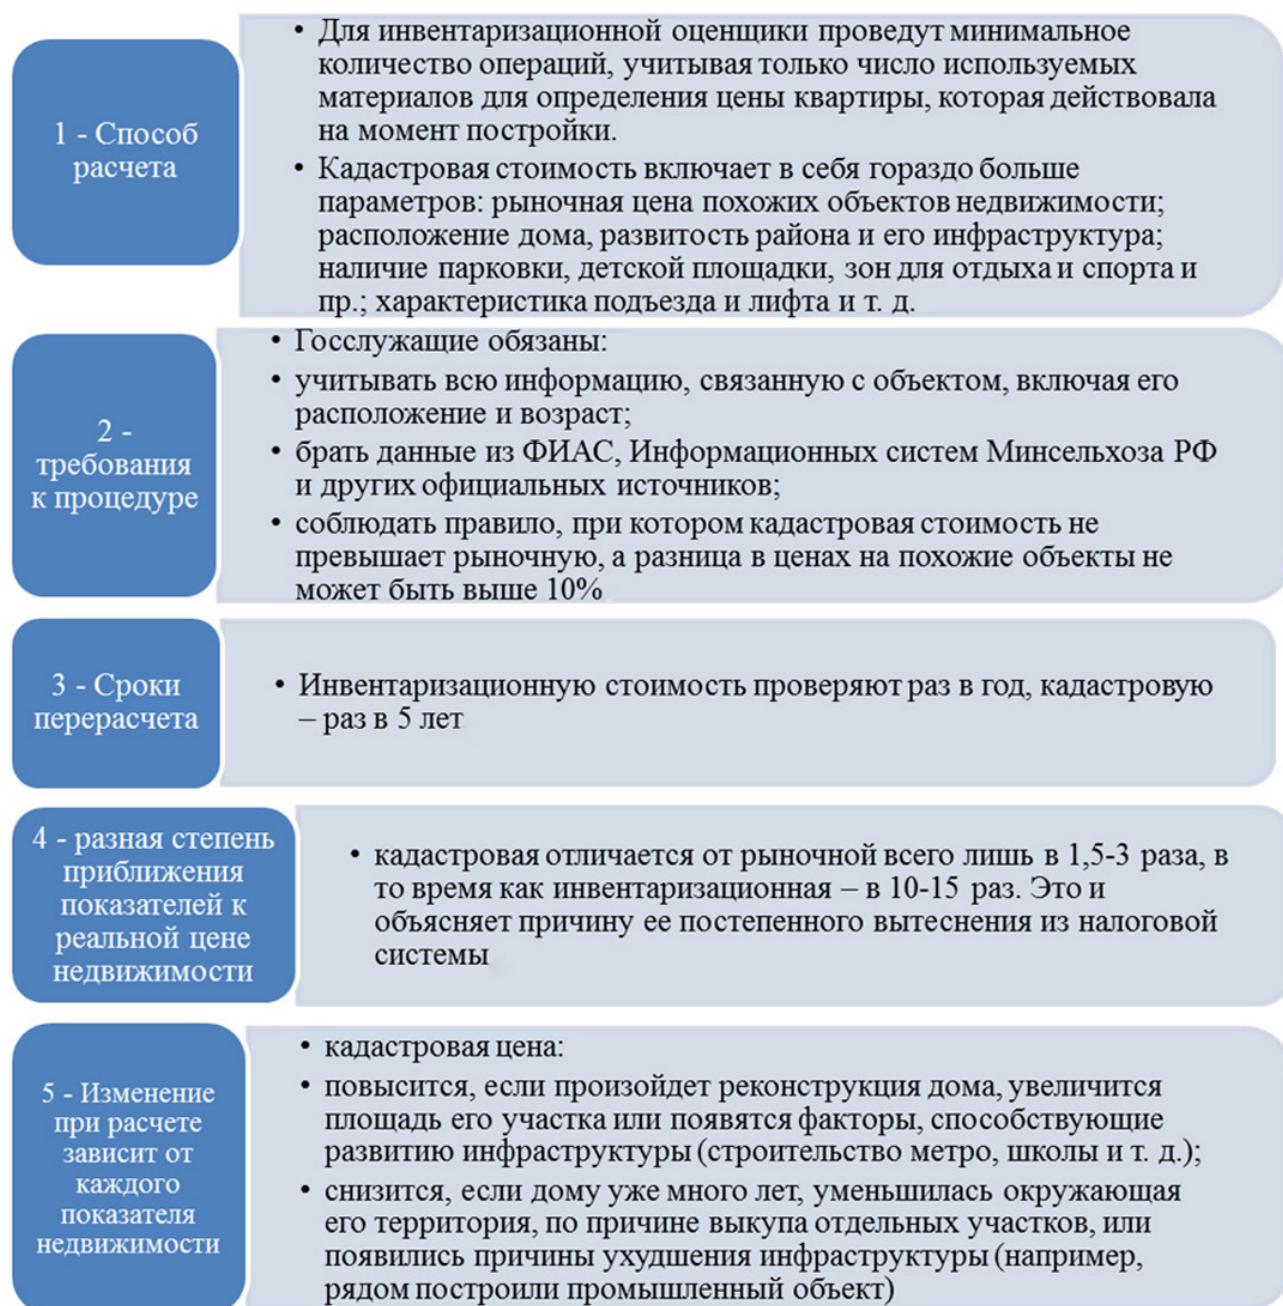 1 - Способ
расчета
• Для инвентаризационной оценщики проведут минимальное
количество операций, учитывая только число используемых
материалов для определения цены квартиры, которая действовала
на момент постройки.
• Кадастровая стоимость включает в себя гораздо больше
параметров: рыночная цена похожих объектов недвижимости;
расположение дома, развитость района и его инфраструктура;
наличие парковки, детской площадки, зон для отдыха и спорта и
пр.; характеристика подъезда и лифта и т. д.
2 -
требования
к процедуре
• Госслужащие обязаны:
• учитывать всю информацию, связанную с объектом, включая его
расположение и возраст;
• брать данные из ФИАС, Информационных систем Минсельхоза РФ
и других официальных источников;
• соблюдать правило, при котором кадастровая стоимость не
превышает рыночную, а разница в ценах на похожие объекты не
может быть выше 10%
3 - Сроки
перерасчета
• Инвентаризационную стоимость проверяют раз в год, кадастровую
– раз в 5 лет
4 - разная степень
приближения
показателей к
реальной цене
недвижимости
• кадастровая отличается от рыночной всего лишь в 1,5-3 раза, в
то время как инвентаризационная – в 10-15 раз. Это и
объясняет причину ее постепенного вытеснения из налоговой
системы
5 - Изменение
при расчете
зависит от
каждого
показателя
недвижимости
• кадастровая цена:
• повысится, если произойдет реконструкция дома, увеличится
площадь его участка или появятся факторы, способствующие
развитию инфраструктуры (строительство метро, школы и т. д.);
• снизится, если дому уже много лет, уменьшилась окружающая
его территория, по причине выкупа отдельных участков, или
появились причины ухудшения инфраструктуры (например,
рядом построили промышленный объект)